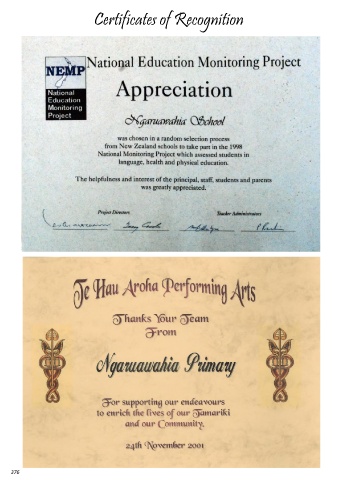 Certificates of Recognition
NEMP
National
Education
Monitoring
Project
National Education Monitoring Project
Appreciation
Ngaruawahia School
was chosen in a random selection process
from New Zealand schools to take part in the 1998
National Monitoring Project which assessed students in
language, health and physical education.
The helpfulness and interest of the principal, staff, students and parents
was greatly appreciated.
Project Directors
Teacher Administrators
Te Hau Aroha Performing Arts
Thanks Your Team
From
Ngaruawahia Primary
For supporting our endeavours
to enrich the lives of our Tamariki
and our Community.
24th November 2001
276